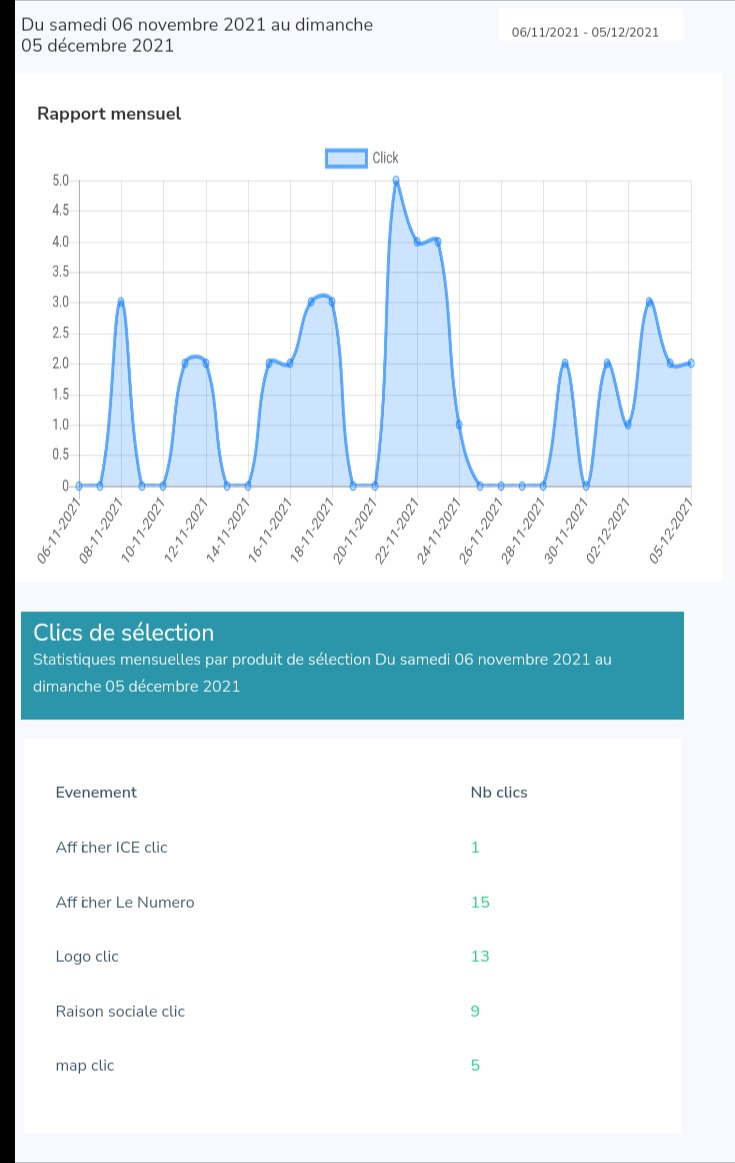 Du samedi 06 novembre 2021 au dimanche
05 décembre 2021
06/11/2021 - 05/12/2021
Rapport mensuel
Click
5.0
4.5
4.0
3.5
3.0
2.5
2.0
1.5
1.0
0.5
0
06-11-2021
08-11-2021
10-11-2021
12-11-2021
14-11-2021
16-11-2021
18-11-2021
20-11-2021
22-11-2021
24-11-2021
26-11-2021
28-11-2021
30-11-2021
02-12-2021
05-12-2021
Clics de sélection
Statistiques mensuelles par produit de sélection Du samedi 06 novembre 2021 au
dimanche 05 décembre 2021
Evenement Nb clics
Afficher ICE clic 1
Afficher Le Numero 15
Logo clic 13
Raison sociale clic 9
map clic 5